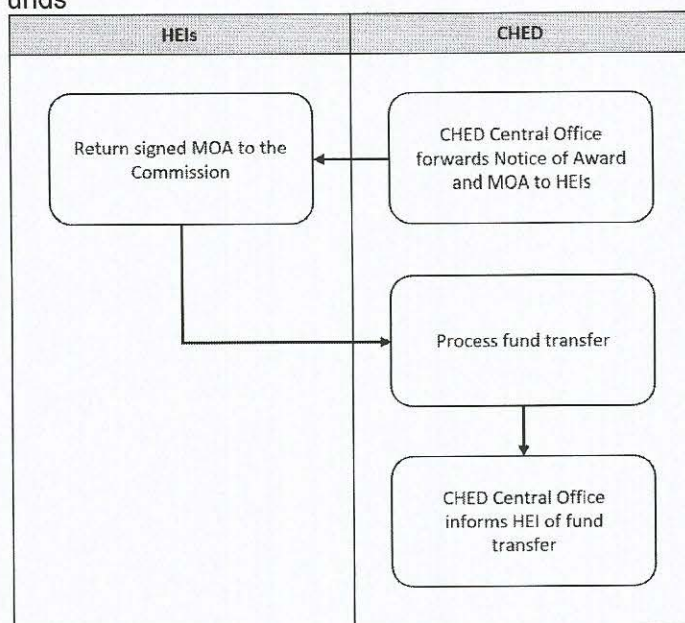 unds
HEIs
CHED
Return signed MOA to the
Commission
CHED Central Office
forwards Notice of Award
and MOA to HEIs
Process fund transfer
CHED Central Office
informs HEI of fund
transfer